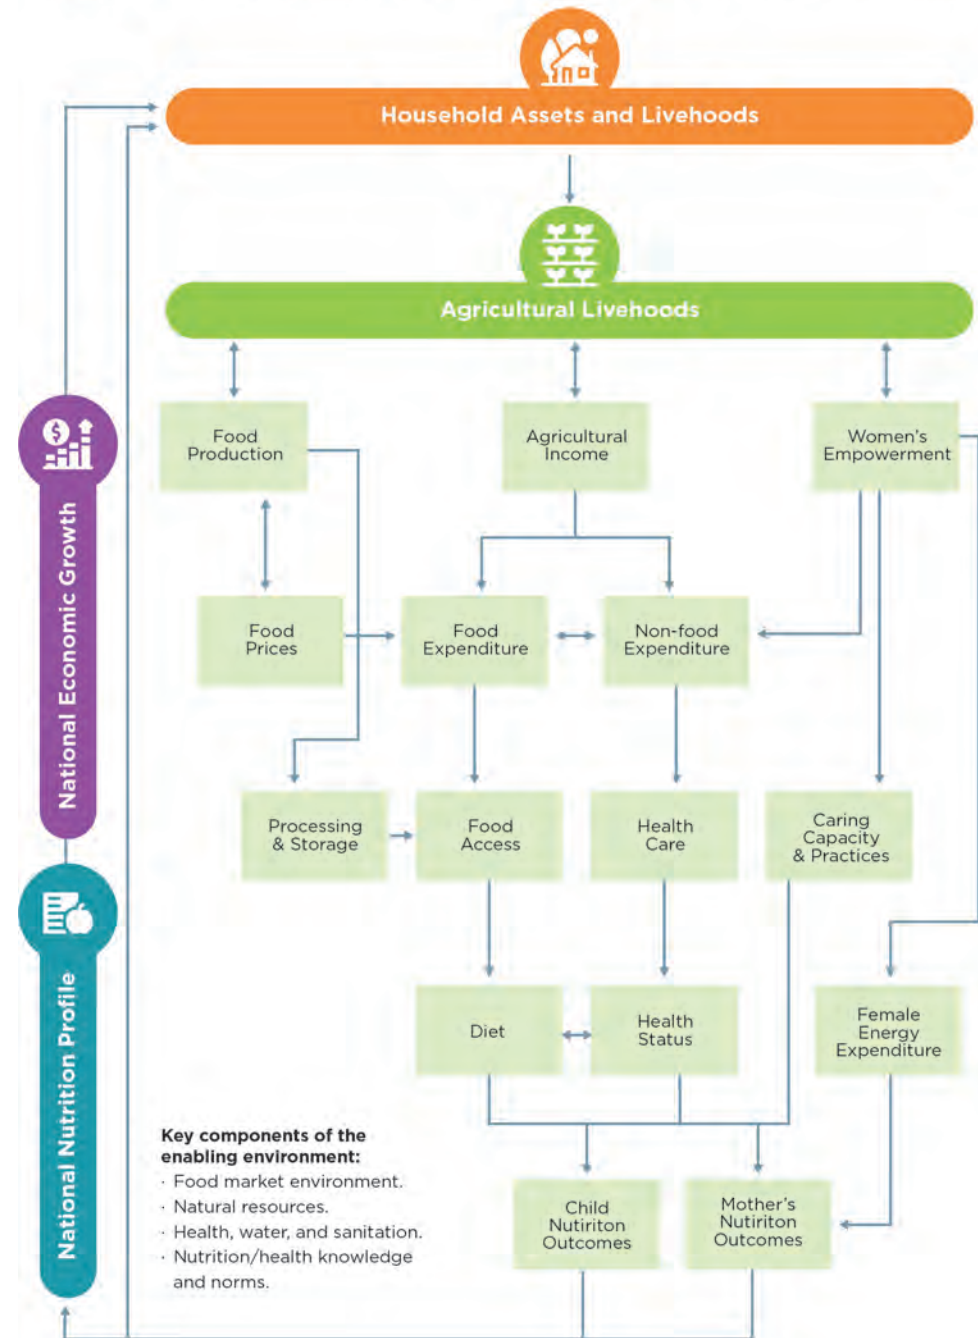 Household Assets and Livehoods
Agricultural Livehoods
Food
Production
Agricultural
Income
Women's
Empowerment
National Economic Growth
Food
Prices
Food
Expenditure
Non-food
Expenditure
Processing
& Storage
Food
Access
Health
Care
Caring
Capacity
& Practices
National Nutrition Profile
Diet
Health
Status
Female
Energy
Expenditure
Key components of the
enabling environment:
· Food market environment.
· Natural resources.
· Health, water, and sanitation.
· Nutrition/health knowledge
and norms.
Child
Nutiriton
Outcomes
Mother's
Nutiriton
Outcomes